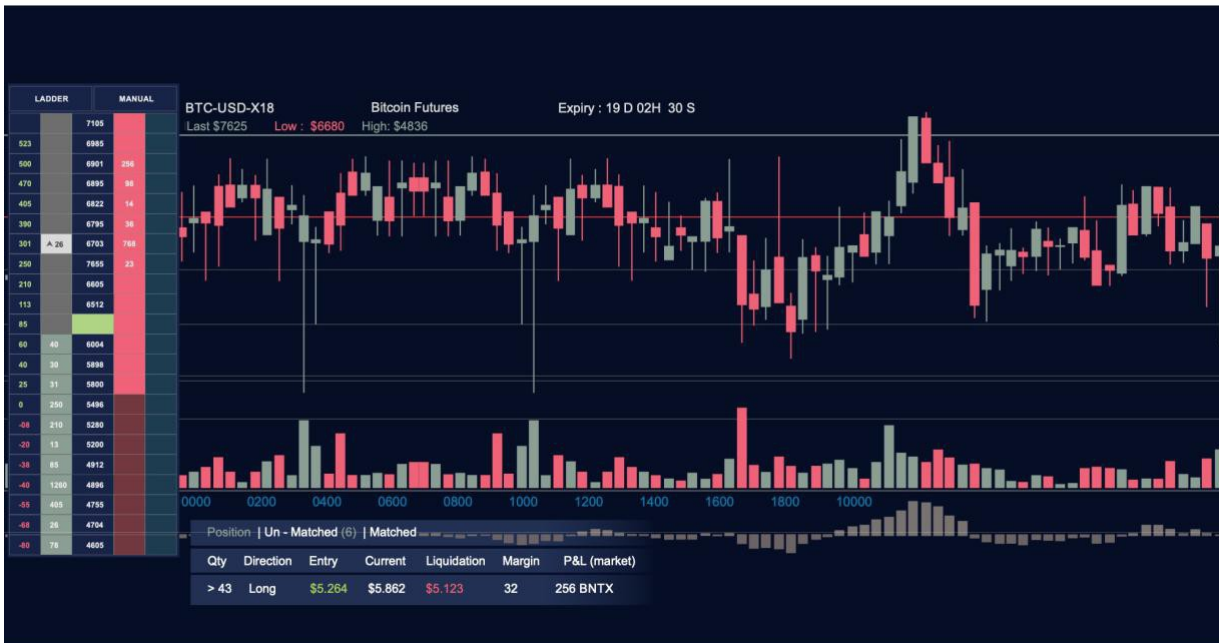 LADDER MANUAL
BTC-USD-X18 Bitcoin Futures Expiry : 19 D 02H 30 S
Last $7625 Low : $6680 High: $4836
7105
523 6985
500 6901 256
470 6895 98
405 6822 14
390 6795 36
301 26 6703 768
250 7655 23
210 6605
113 6512
85
60 40 6004
40 30 5898
25 31 5800
0 250 5496
-08 210 5280
-20 13 5200
-38 85 4912
-40 1260 4896
-55 405 4755
-68 26 4704
-80 78 4605
0000 0200 0400 0600 0800 1000 1200 1400 1600 1800 10000
Position | Un - Matched (6) | Matched
Qty Direction Entry Current Liquidation Margin P&L (market)
> 43 Long $5.264 $5.862 $5.123 32 256 BNTX